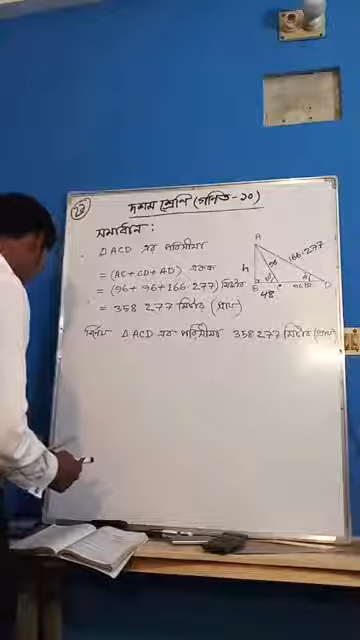 দশম শ্রেণি (গণিত - ১০)
সমাধান :
Δ ACD এর পরিসীমা
= (AC + CD + AD) একক
= (96 + 96 + 166.277) মিটার
= 358.277 মিটার (প্রায়)
নির্ণেয় Δ ACD এর পরিসীমা 358.277 মিটার (প্রায়)
A
h
96
166.277
B
48
C
D